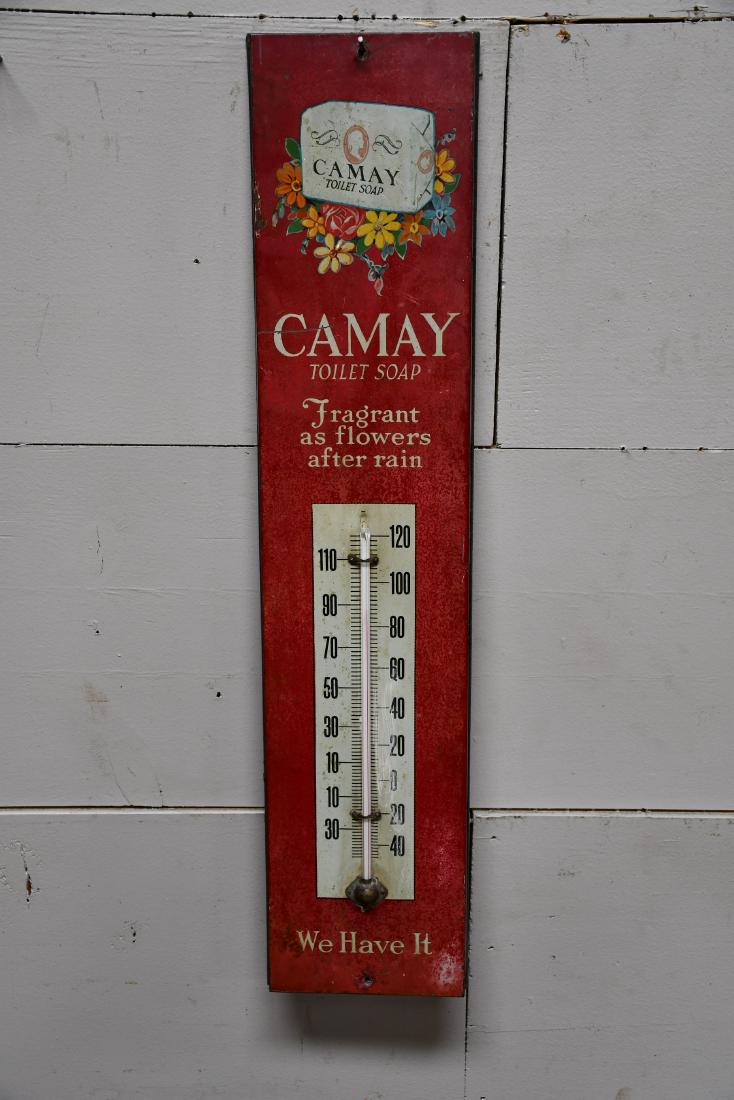 CAMAY
TOILET SOAP
CAMAY
TOILET SOAP
Fragrant
as flowers
after rain
120
110
100
90
80
70
60
50
40
30
20
10
0
10
20
30
40
We Have It